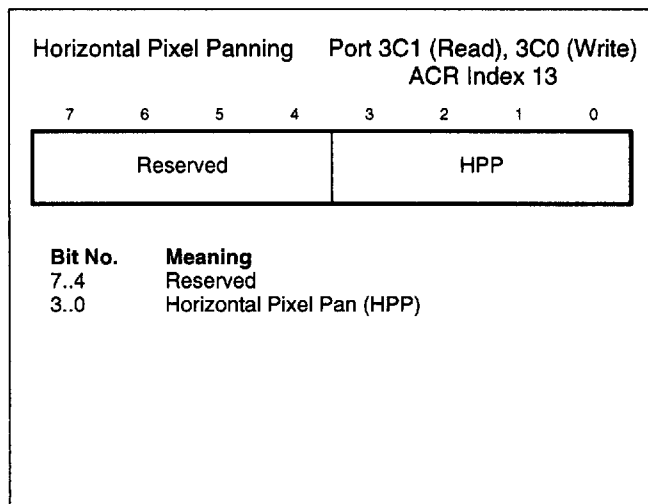 Horizontal Pixel Panning Port 3C1 (Read), 3C0 (Write)
ACR Index 13
7 6 5 4 3 2 1 0
Reserved HPP
Bit No. Meaning
7..4 Reserved
3..0 Horizontal Pixel Pan (HPP)